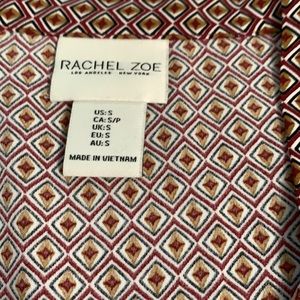 RACHEL ZOE
LOS ANGELES · NEW YORK
US:S
CA:S/P
UK:S
EU:S
AU:S
MADE IN VIETNAM